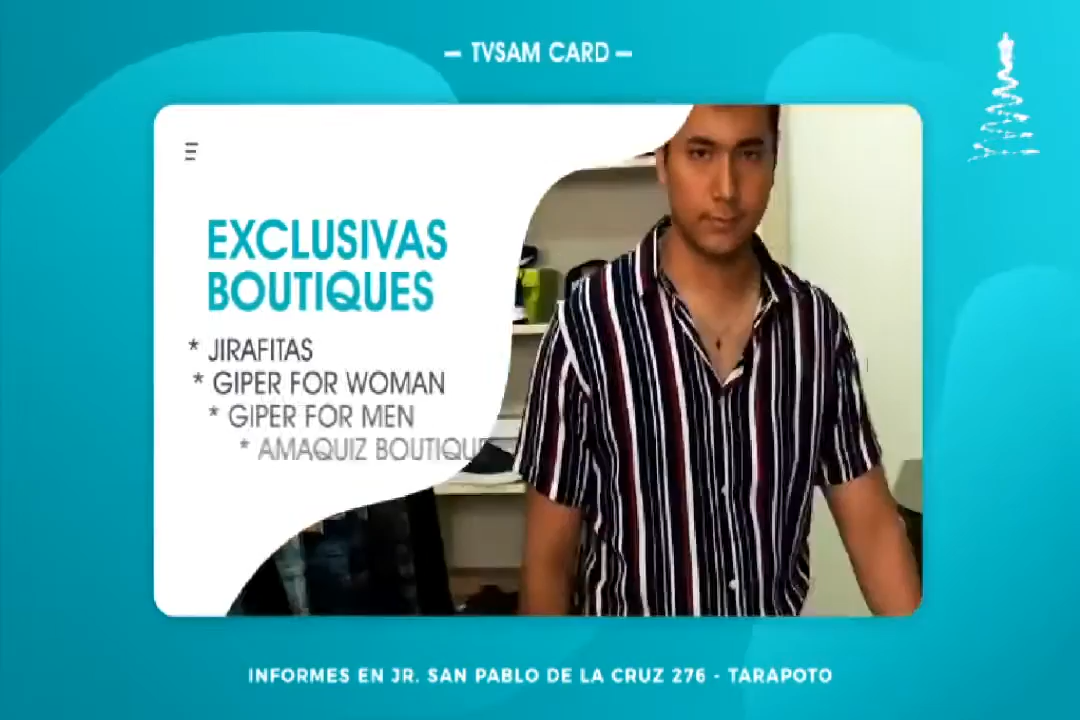 — TVSAM CARD —
EXCLUSIVAS
BOUTIQUES
* JIRAFITAS
* GIPER FOR WOMAN
* GIPER FOR MEN
* AMAQUIZ BOUTIQUE
INFORMES EN JR. SAN PABLO DE LA CRUZ 276 - TARAPOTO